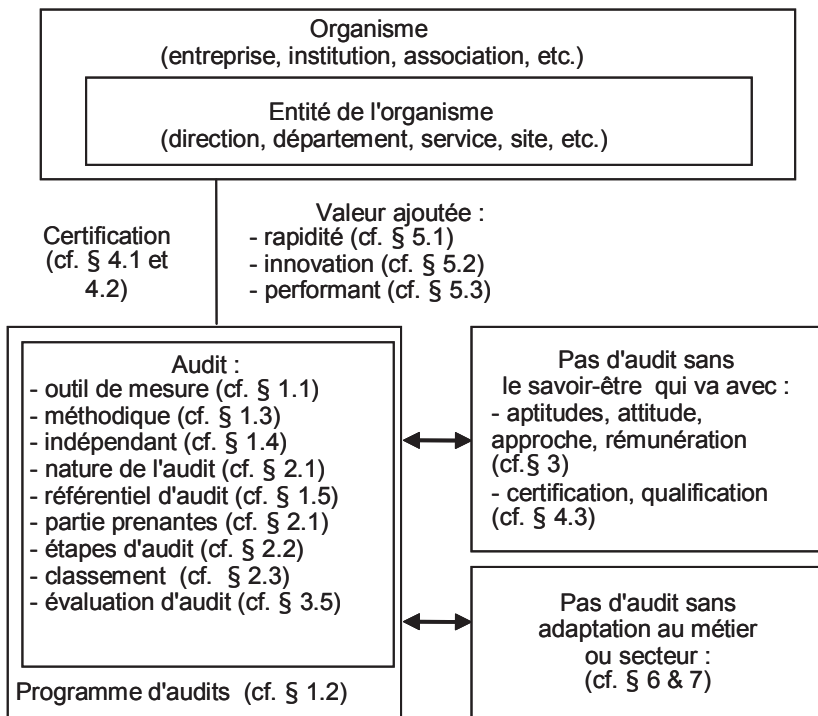 Organisme
(entreprise, institution, association, etc.)
Entité de l'organisme
(direction, département, service, site, etc.)
Certification
(cf. § 4.1 et
4.2)
Valeur ajoutée :
- rapidité (cf. § 5.1)
- innovation (cf. § 5.2)
- performant (cf. § 5.3)
Audit :
- outil de mesure (cf. § 1.1)
- méthodique (cf. § 1.3)
- indépendant (cf. § 1.4)
- nature de l'audit (cf. § 2.1)
- référentiel d'audit (cf. § 1.5)
- partie prenantes (cf. § 2.1)
- étapes d'audit (cf. § 2.2)
- classement (cf. § 2.3)
- évaluation d'audit (cf. § 3.5)
Programme d'audits (cf. § 1.2)
Pas d'audit sans
le savoir-être qui va avec :
- aptitudes, attitude,
approche, rémunération
(cf.§ 3)
- certification, qualification
(cf. § 4.3)
Pas d'audit sans
adaptation au métier
ou secteur :
(cf. § 6 & 7)